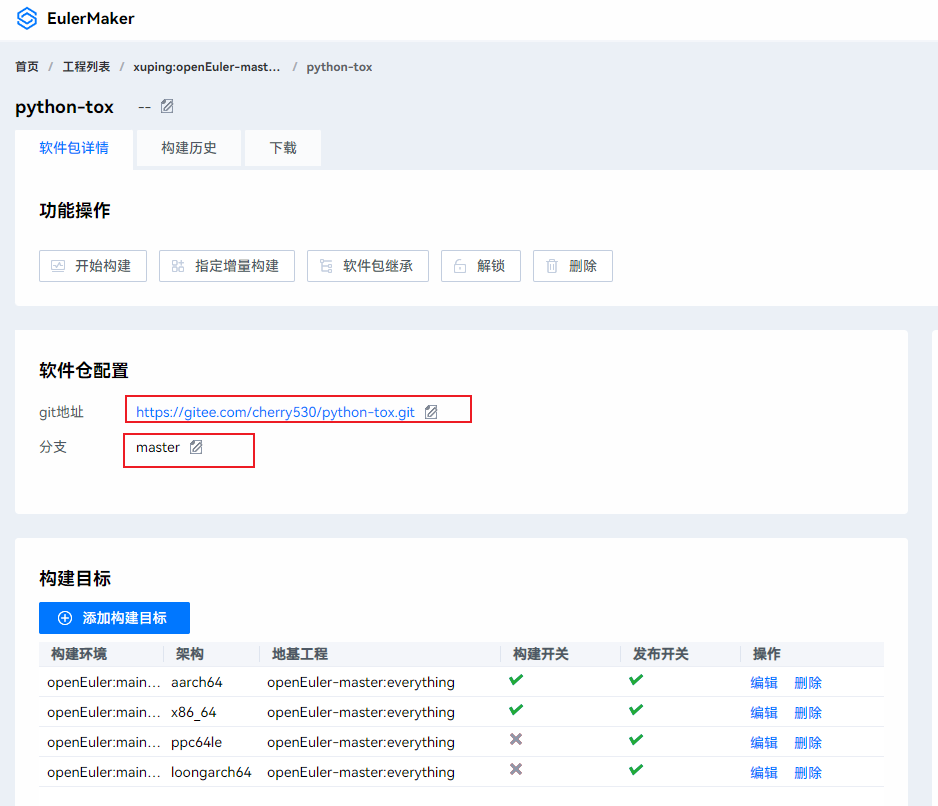 EulerMaker
首页 / 工程列表 / xuping:openEuler-mast... / python-tox
python-tox --
软件包详情 构建历史 下载
功能操作
开始构建 指定增量构建 软件包继承 解锁 删除
软件仓配置
git地址 https://gitee.com/cherry530/python-tox.git
分支 master
构建目标
添加构建目标
构建环境 架构 地基工程 构建开关 发布开关 操作
openEuler:main... aarch64 openEuler-master:everything 编辑 删除
openEuler:main... x86_64 openEuler-master:everything 编辑 删除
openEuler:main... ppc64le openEuler-master:everything 编辑 删除
openEuler:main... loongarch64 openEuler-master:everything 编辑 删除